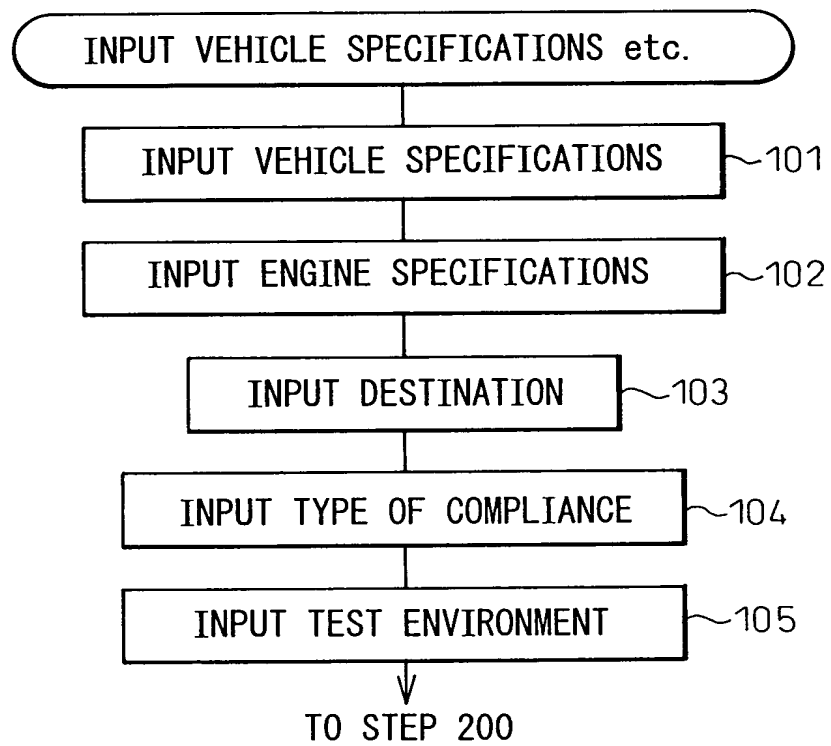 INPUT VEHICLE SPECIFICATIONS etc.
INPUT VEHICLE SPECIFICATIONS 101
INPUT ENGINE SPECIFICATIONS 102
INPUT DESTINATION 103
INPUT TYPE OF COMPLIANCE 104
INPUT TEST ENVIRONMENT 105
TO STEP 200